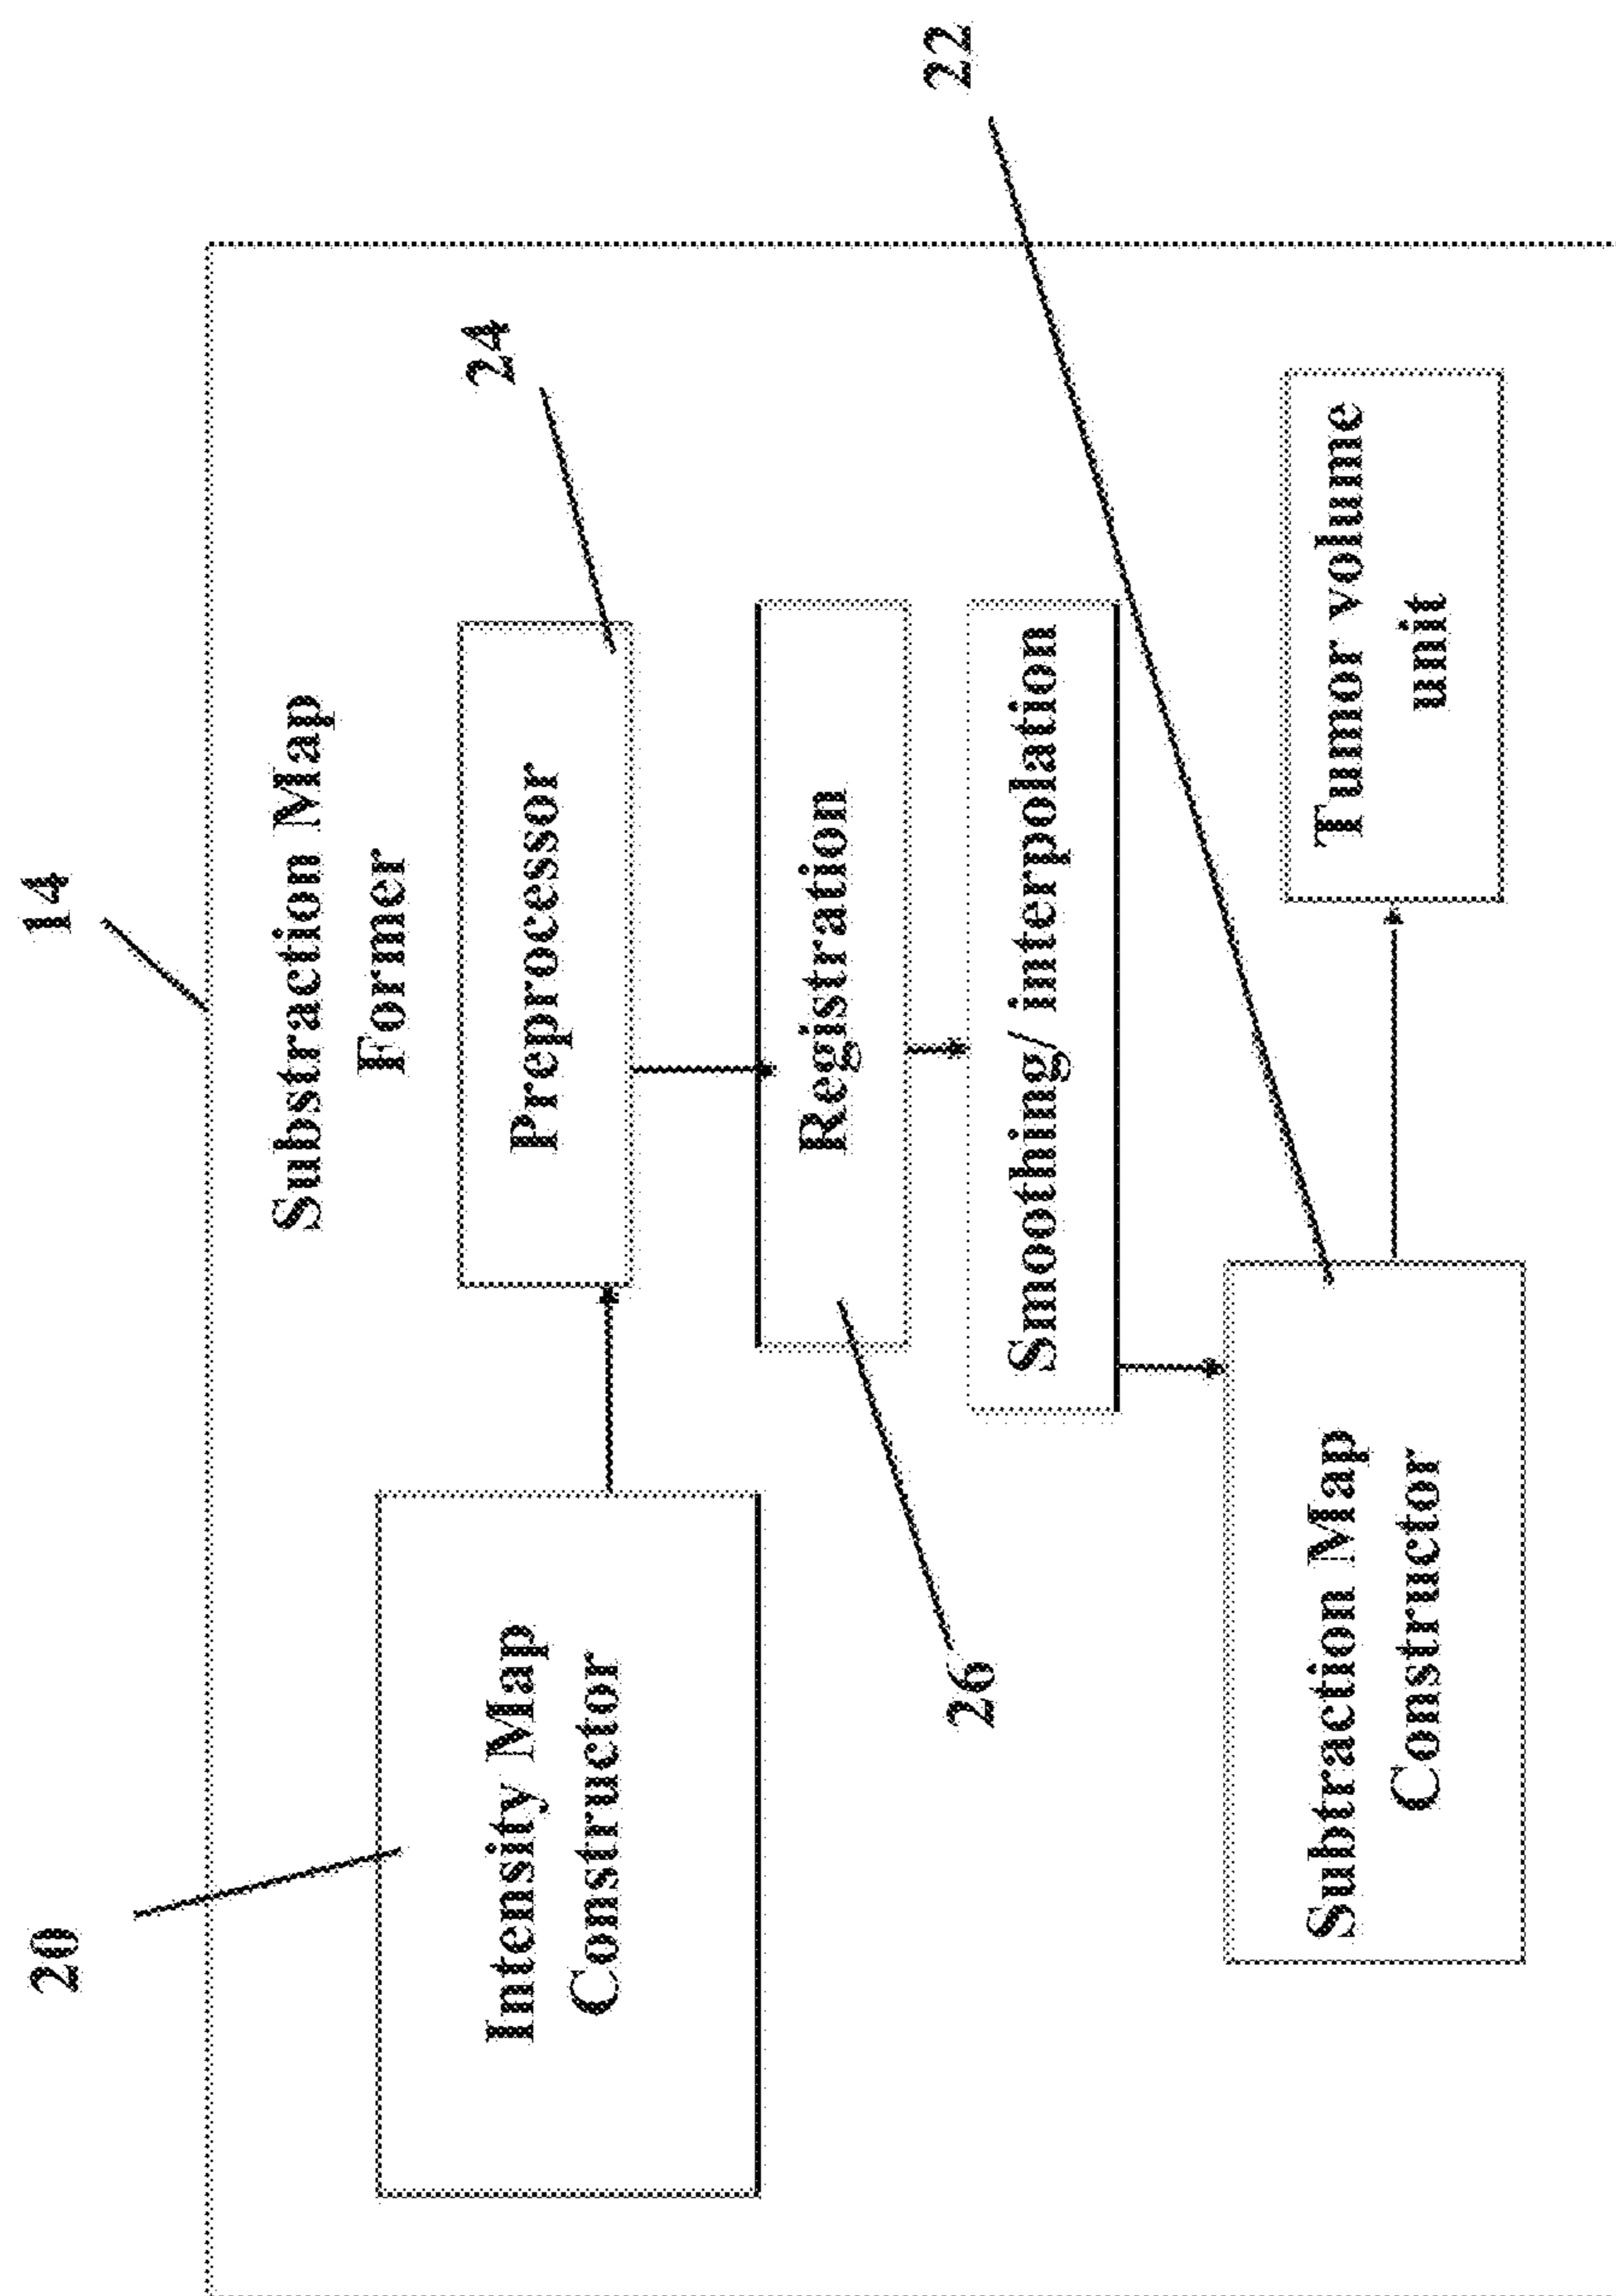 14
20
Substraction Map
Former
24
22
Intensity Map
Constructor
Preprocessor
Registration
26
Smoothing/ interpolation
Subtraction Map
Constructor
Tumor volume
unit